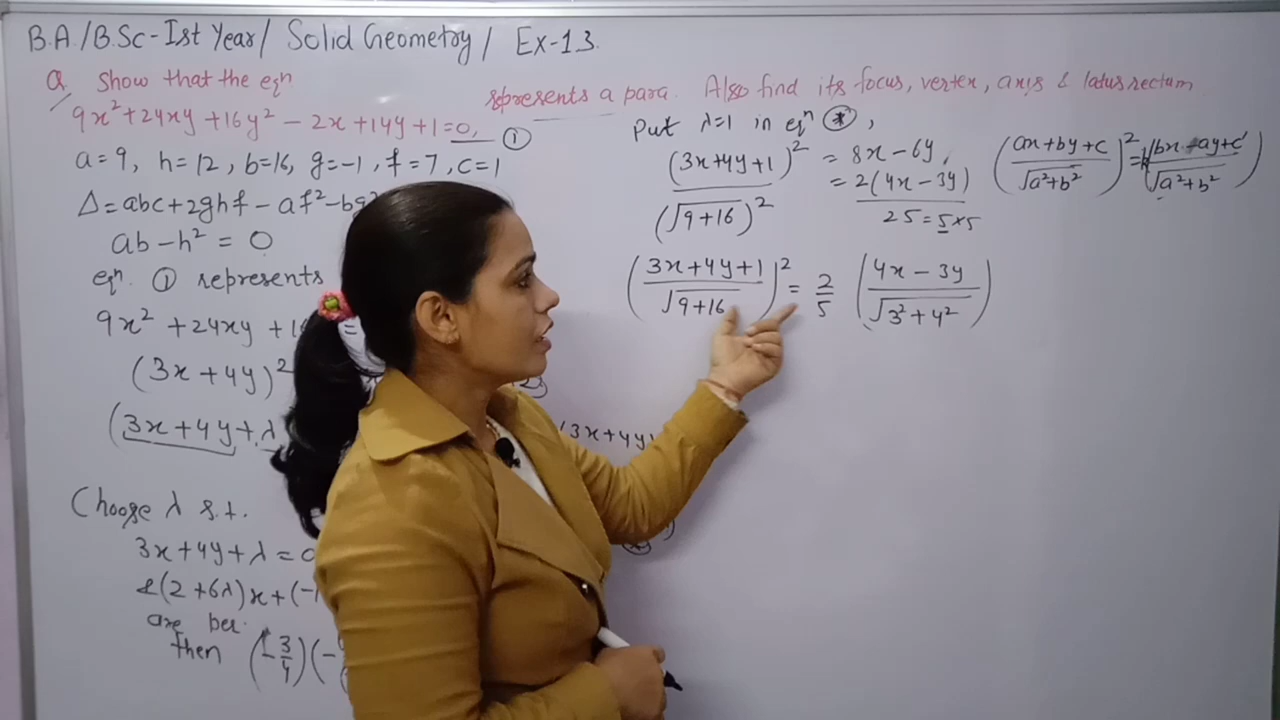 B.A./B.Sc-Ist Year/ Solid Geometry/ Ex-13.
Q Show that the eqⁿ
9x² + 24xy + 16y² - 2x + 14y + 1 = 0, ①
represents a para. Also find its focus, vertex, axis & latus rectum
a = 9, h = 12, b = 16, g = -1, f = 7, c = 1
Δ = abc + 2ghf - af² - bg²
ab - h² = 0
eqⁿ. ① represents
9x² + 24xy + 1
=
(3x + 4y)²
(3x + 4y + λ
(3x + 4y)
Choose λ s.t.
3x + 4y + λ = 0
&(2 + 6λ)x + (-
are per.
then (-3/4)(-
Put λ = 1 in eqⁿ ⊛,
(3x + 4y + 1)² / (√9 + 16)² = 8x - 6y,
= 2(4x - 3y) / 25 = 5 × 5
((ax + by + c) / √a² + b²)² = (bx - ay + c' / √a² + b²)
((3x + 4y + 1) / √9 + 16)² = 2/5 ((4x - 3y) / √3² + 4²)